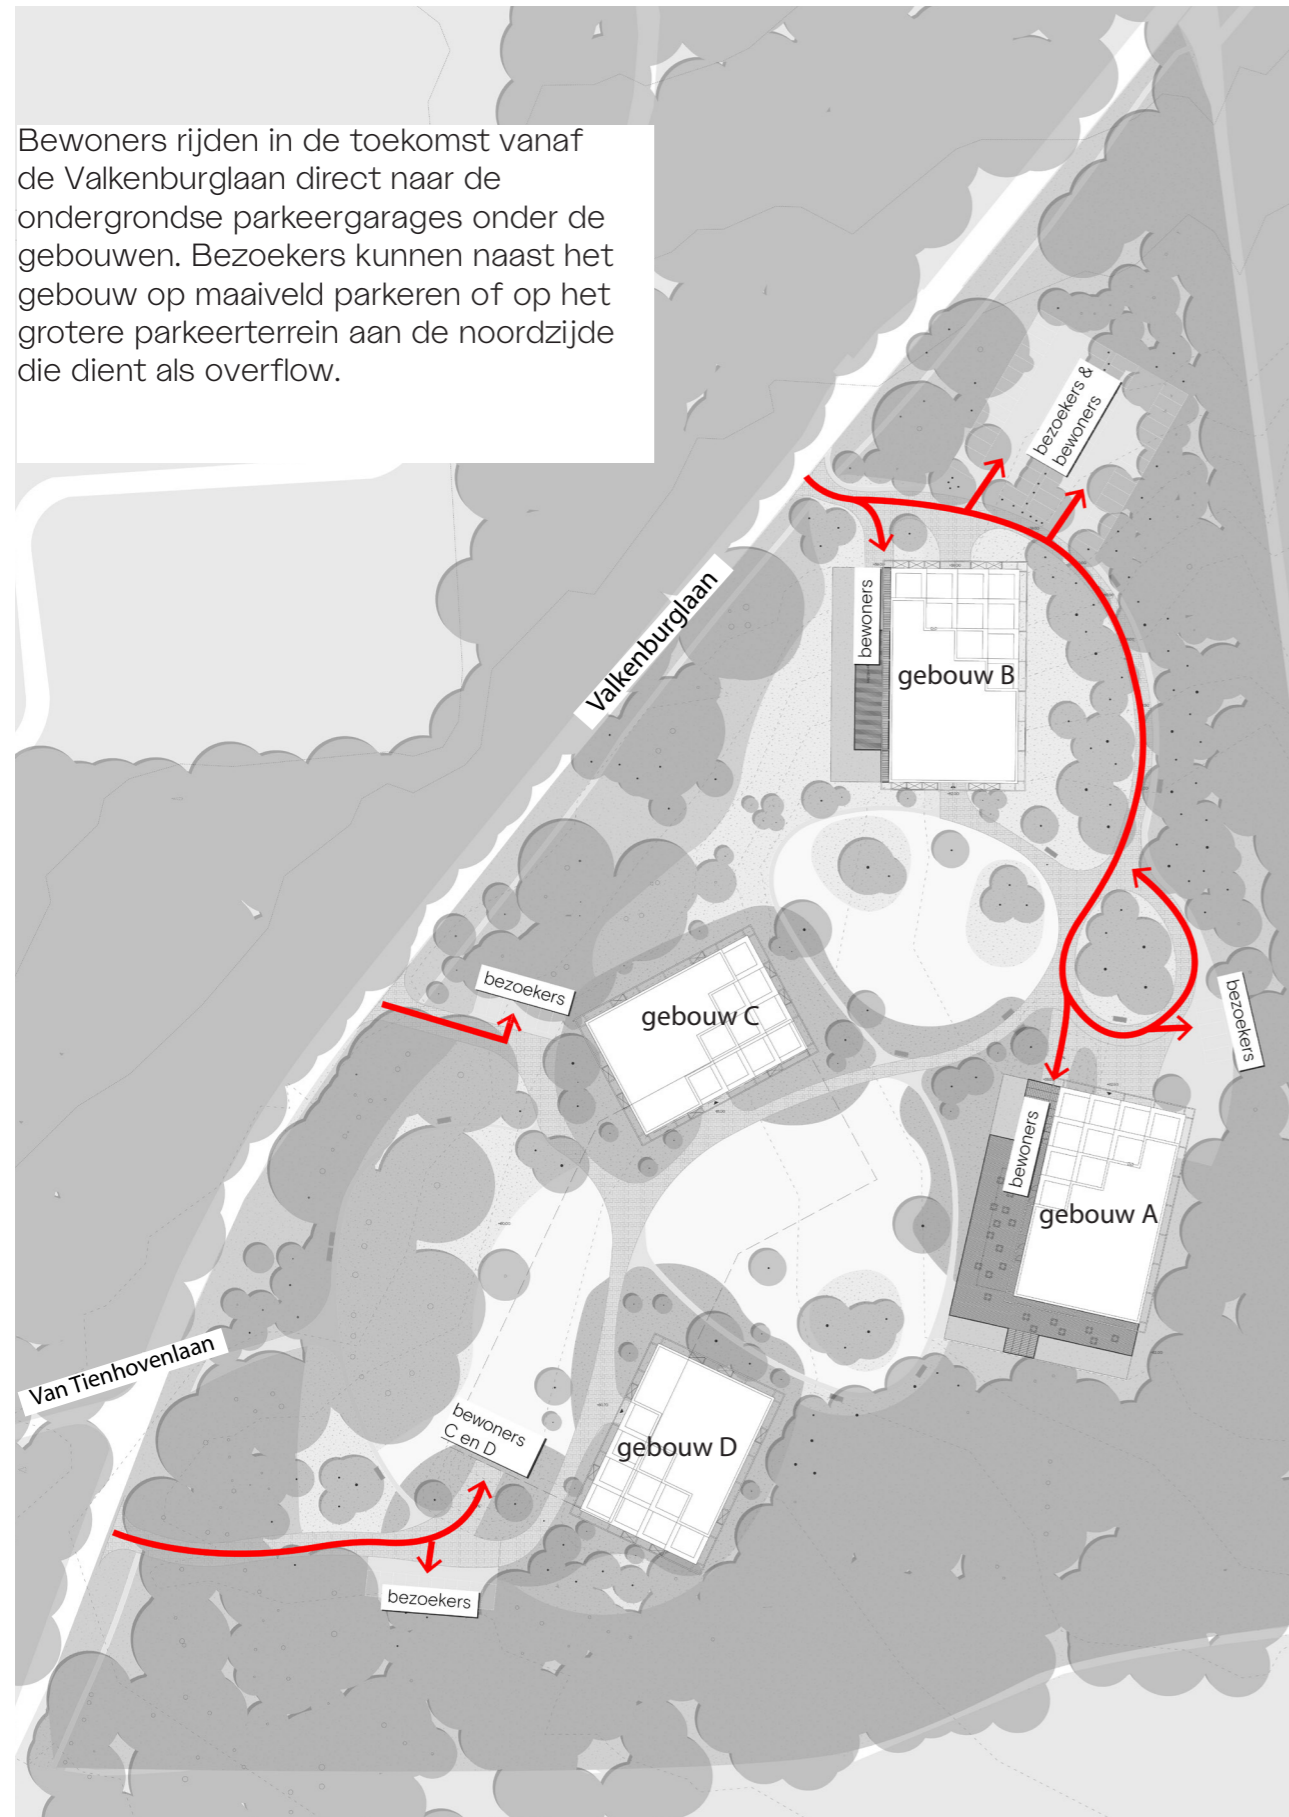 Bewoners rijden in de toekomst vanaf
de Valkenburglaan direct naar de
ondergrondse parkeergarages onder de
gebouwen. Bezoekers kunnen naast het
gebouw op maaiveld parkeren of op het
grotere parkeerterrein aan de noordzijde
die dient als overflow.
bezoekers &
bewoners
bewoners
Valkenburglaan
gebouw B
bezoekers
gebouw C
bezoekers
bewoners
gebouw A
Van Tienhovenlaan
bewoners
C en D
gebouw D
bezoekers